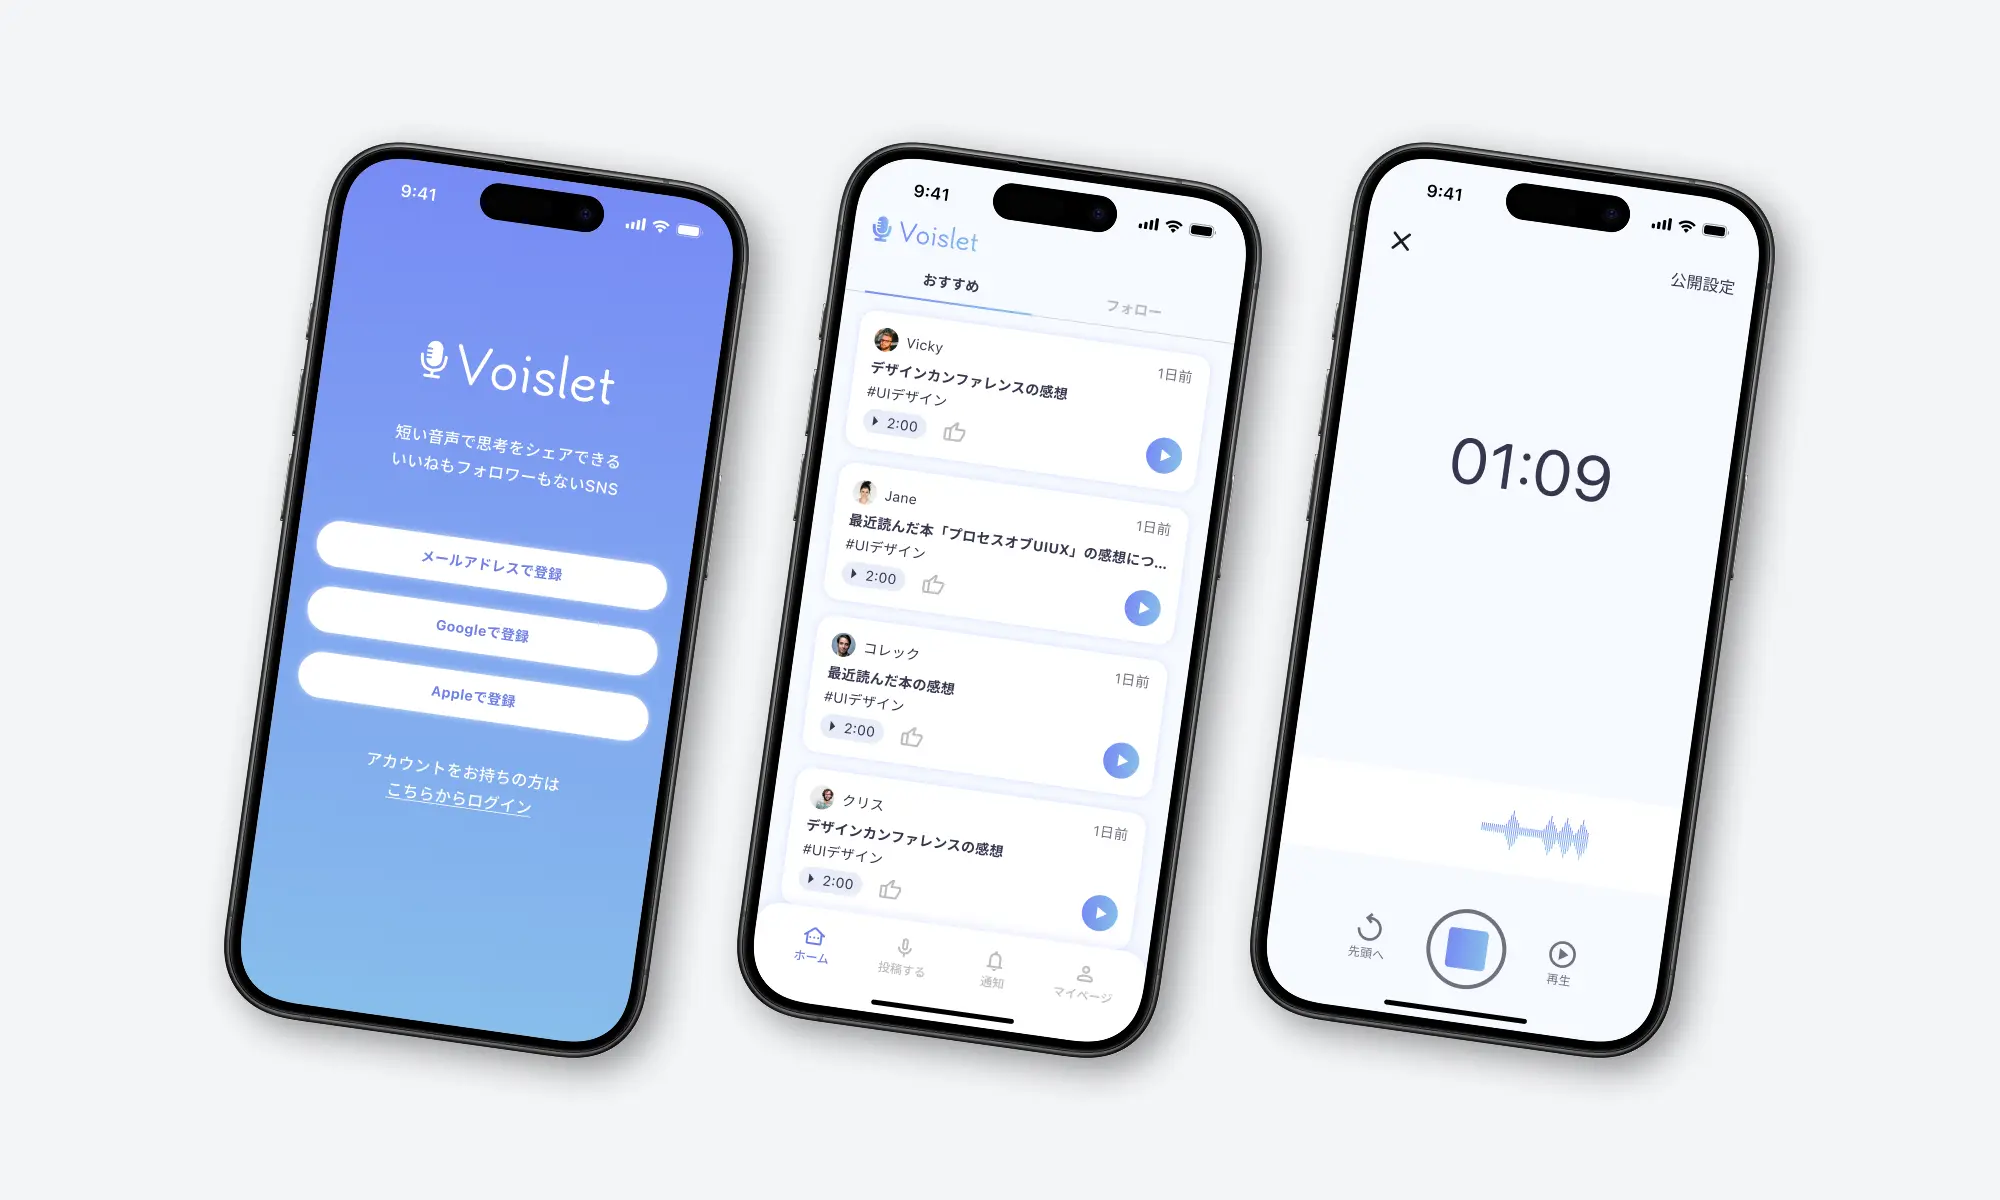 9:41
Voislet
短い音声で思考をシェアできる
いいねもフォロワーもないSNS
メールアドレスで登録
Googleで登録
Appleで登録
アカウントをお持ちの方は
こちらからログイン
9:41
Voislet
おすすめ
フォロー
Vicky
1日前
デザインカンファレンスの感想
#UIデザイン
2:00
Jane
1日前
最近読んだ本「プロセスオブUIUX」の感想につ...
#UIデザイン
2:00
コレック
1日前
最近読んだ本の感想
#UIデザイン
2:00
クリス
1日前
デザインカンファレンスの感想
#UIデザイン
2:00
ホーム
投稿する
通知
マイページ
9:41
公開設定
01:09
先頭へ
再生